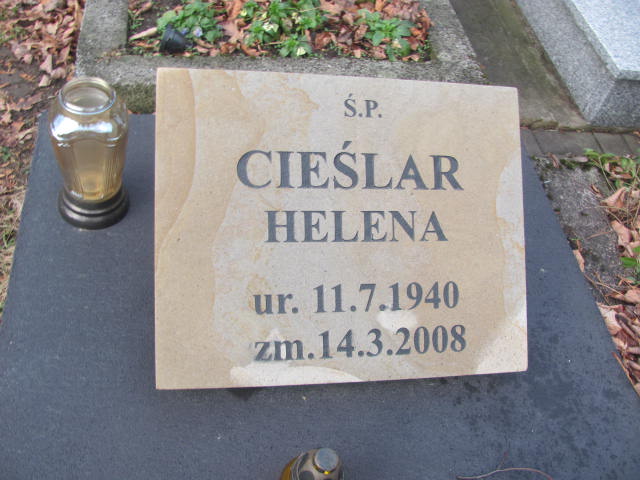 Ś.P.
CIEŚLAR
HELENA
ur. 11.7.1940
zm.14.3.2008